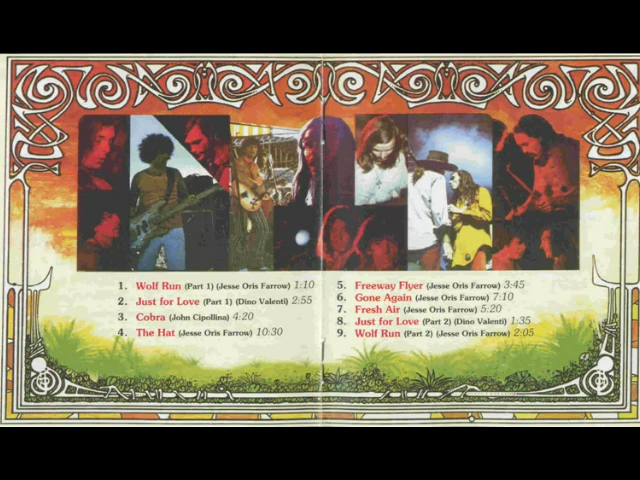 1. Wolf Run (Part 1) (Jesse Oris Farrow) 1:10
2. Just for Love (Part 1) (Dino Valenti) 2:55
3. Cobra (John Cipollina) 4:20
4. The Hat (Jesse Oris Farrow) 10:30
5. Freeway Flyer (Jesse Oris Farrow) 3:45
6. Gone Again (Jesse Oris Farrow) 7:10
7. Fresh Air (Jesse Oris Farrow) 5:20
8. Just for Love (Part 2) (Dino Valenti) 1:35
9. Wolf Run (Part 2) (Jesse Oris Farrow) 2:05